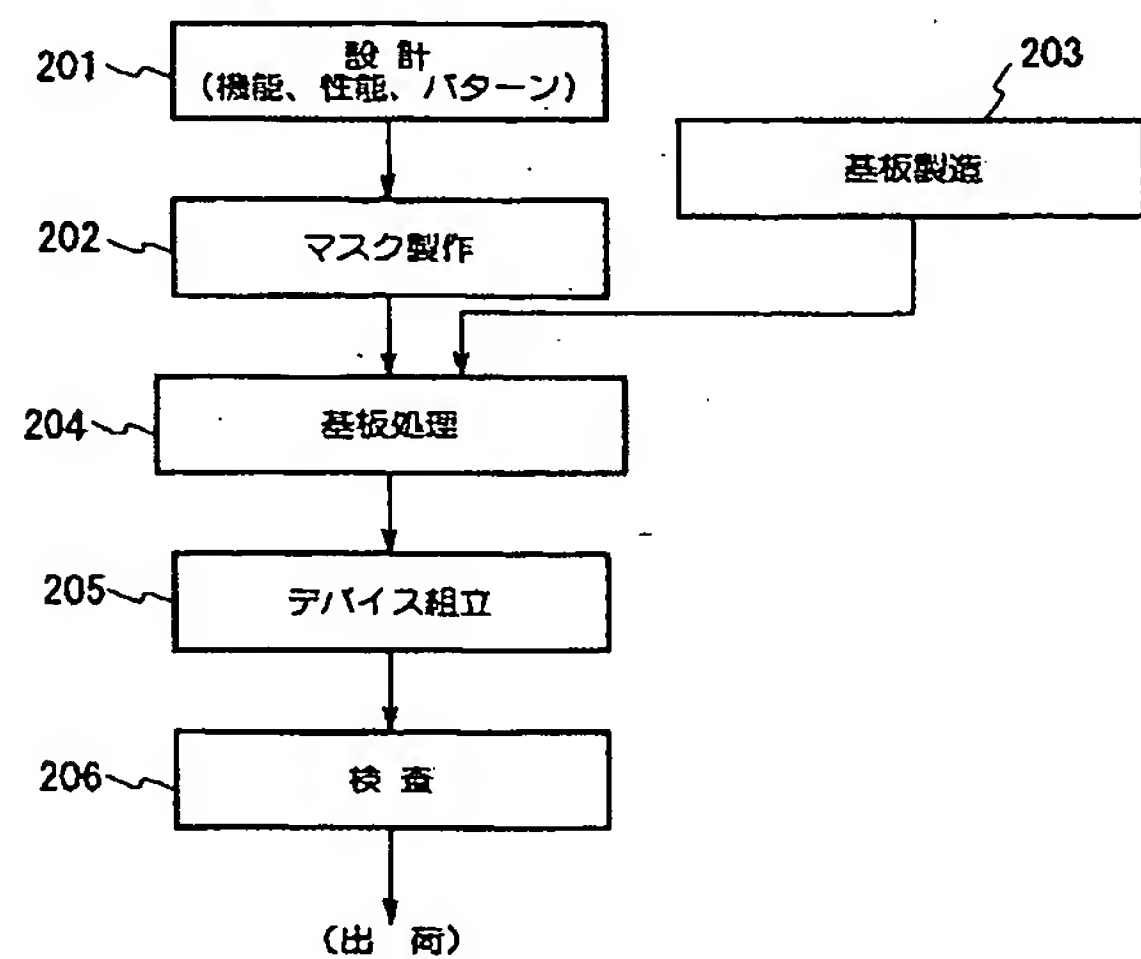 201
設計
(機能、性能、パターン)
203
基板製造
202
マスク製作
204
基板処理
205
デバイス組立
206
検査
(出荷)